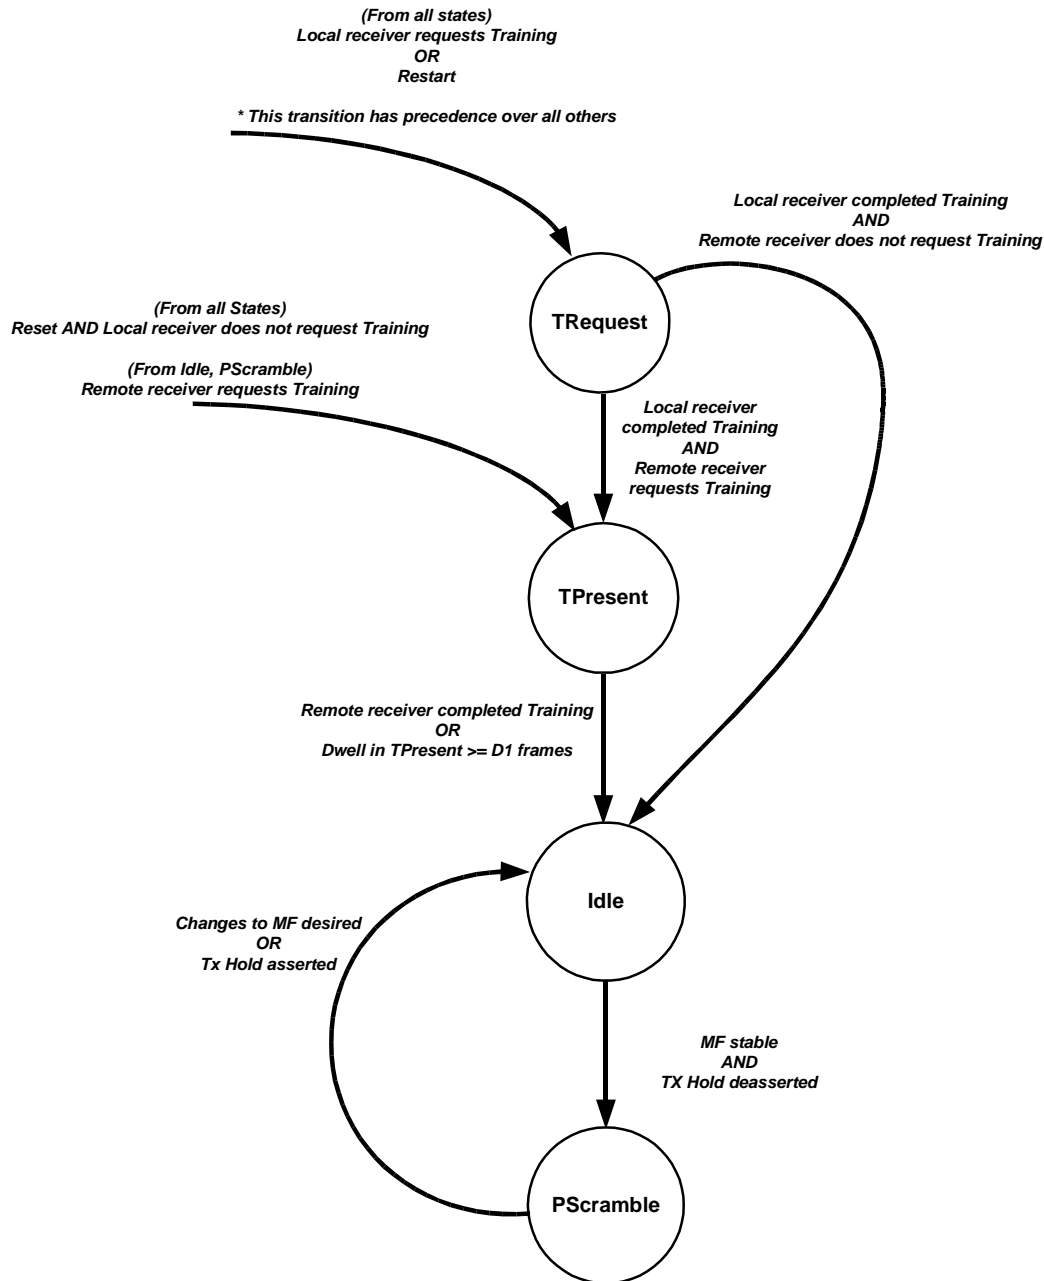 (From all states)
Local receiver requests Training
OR
Restart
* This transition has precedence over all others
Local receiver completed Training
AND
Remote receiver does not request Training
TRequest
(From all States)
Reset AND Local receiver does not request Training
(From Idle, PScramble)
Remote receiver requests Training
Local receiver
completed Training
AND
Remote receiver
requests Training
TPresent
Remote receiver completed Training
OR
Dwell in TPresent >= D1 frames
Idle
Changes to MF desired
OR
Tx Hold asserted
MF stable
AND
TX Hold deasserted
PScramble